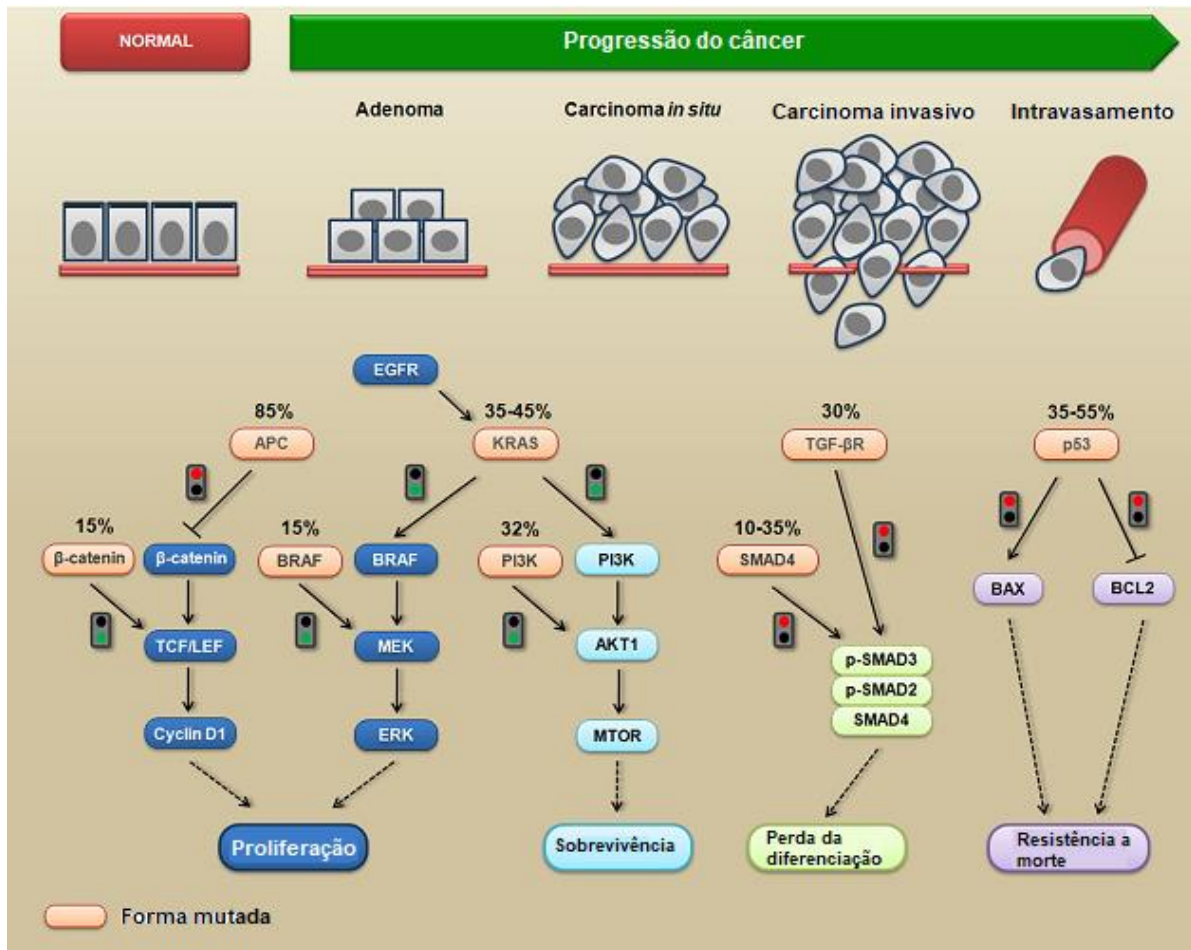 NORMAL
Progressão do câncer
Adenoma
Carcinoma in situ
Carcinoma invasivo
Intravasamento
EGFR
85%
APC
35-45%
KRAS
30%
TGF-βR
35-55%
p53
15%
β-catenin
β-catenin
15%
BRAF
BRAF
32%
PI3K
PI3K
10-35%
SMAD4
BAX
BCL2
TCF/LEF
MEK
AKT1
p-SMAD3
p-SMAD2
SMAD4
Cyclin D1
ERK
MTOR
Proliferação
Sobrevivência
Perda da
diferenciação
Resistência a
morte
Forma mutada